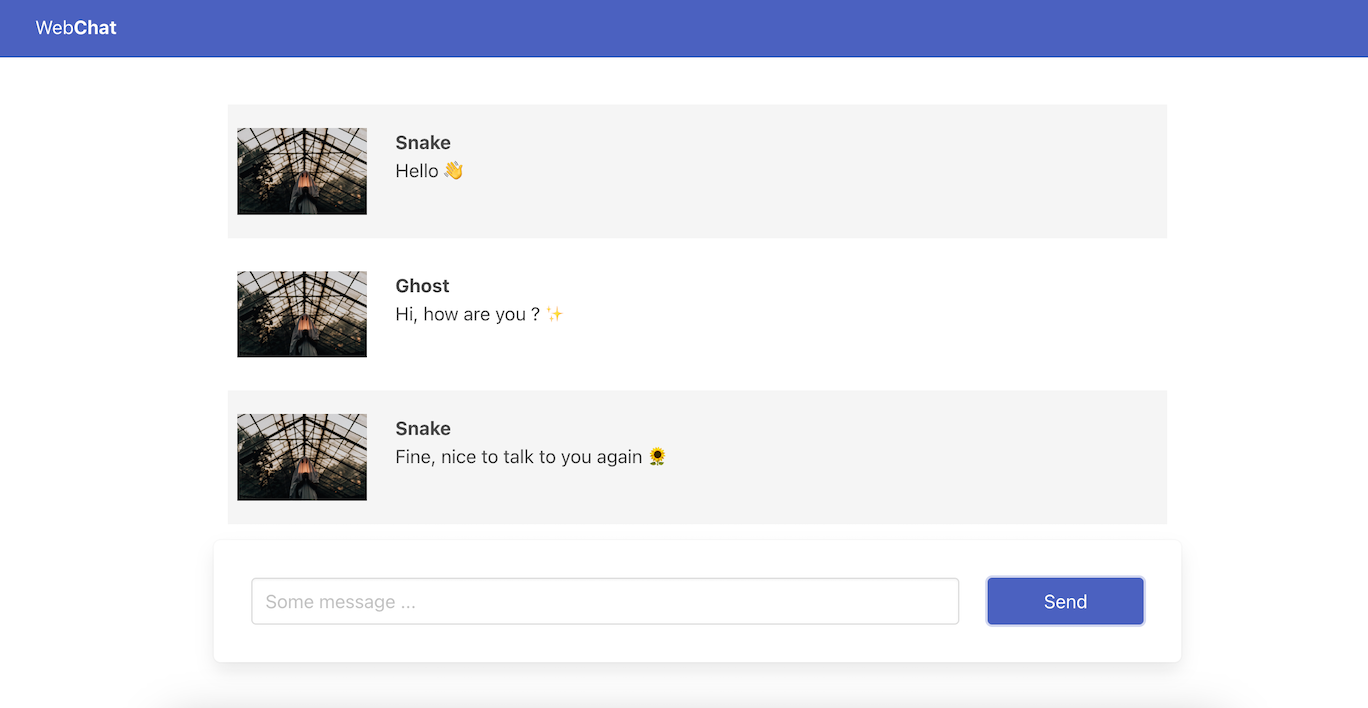 WebChat
Snake
Hello 👋
Ghost
Hi, how are you ? ✨
Snake
Fine, nice to talk to you again 🌻
Some message ...
Send